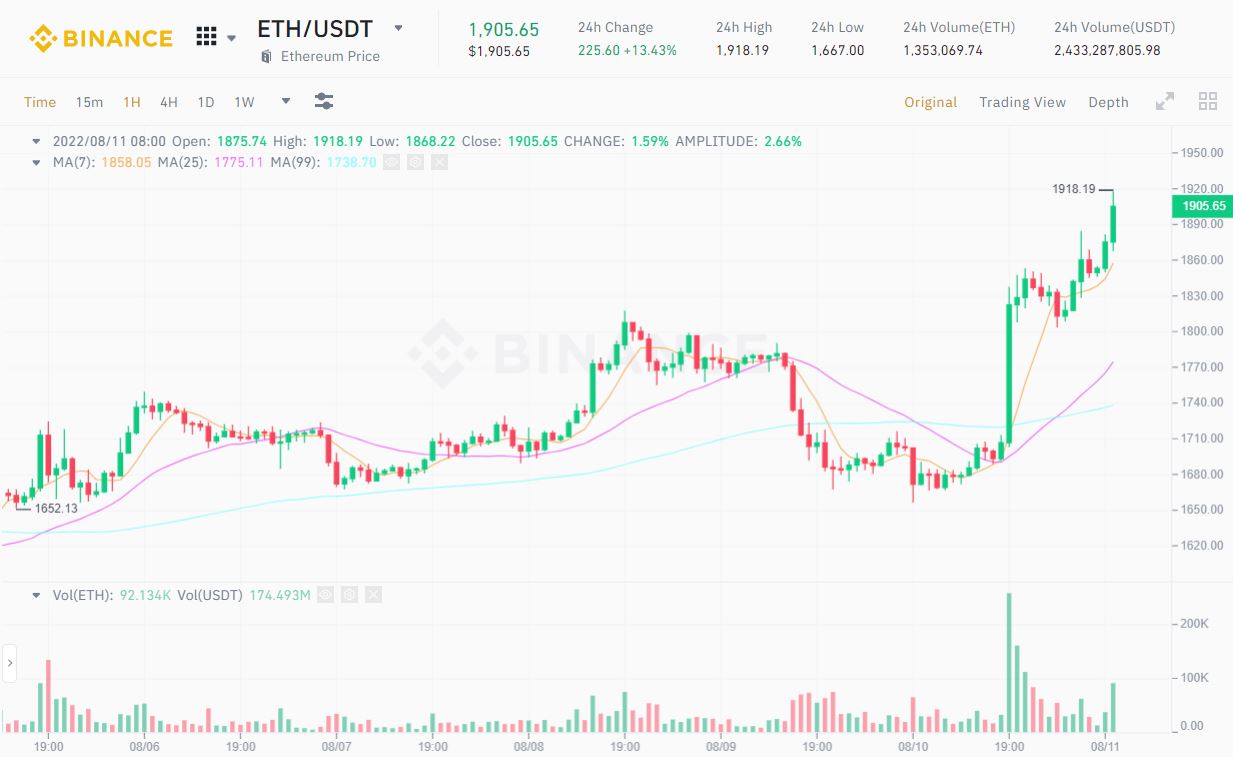 BINANCE
ETH/USDT
Ethereum Price
1,905.65
$1,905.65
24h Change
225.60 +13.43%
24h High
1,918.19
24h Low
1,667.00
24h Volume(ETH)
1,353,069.74
24h Volume(USDT)
2,433,287,805.98
Time 15m 1H 4H 1D 1W
Original Trading View Depth
2022/08/11 08:00 Open: 1875.74 High: 1918.19 Low: 1868.22 Close: 1905.65 CHANGE: 1.59% AMPLITUDE: 2.66%
MA(7): 1858.05 MA(25): 1775.11 MA(99): 1738.70
1950.00
1918.19
1920.00
1905.65
1890.00
1860.00
1830.00
1800.00
BINANCE
1770.00
1740.00
1710.00
1680.00
1652.13
1650.00
1620.00
Vol(ETH): 92.134K Vol(USDT) 174.493M
200K
100K
0.00
19:00 08/06 19:00 08/07 19:00 08/08 19:00 08/09 19:00 08/10 19:00 08/11